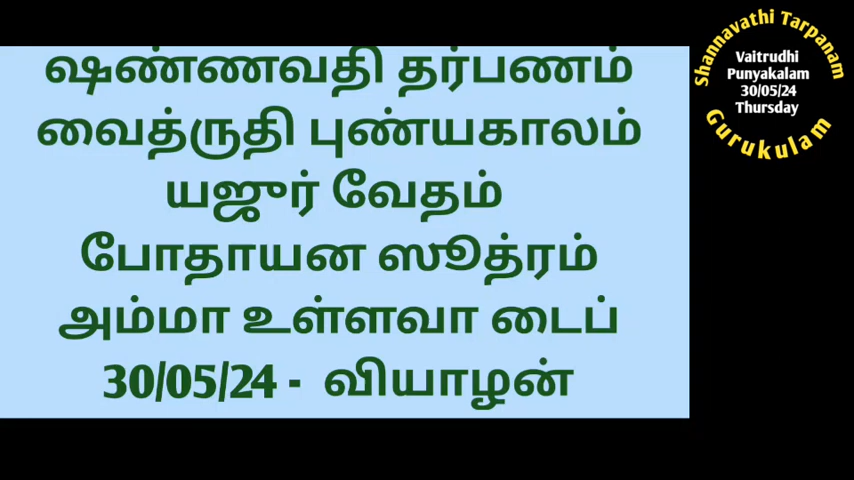 ஷண்ணவதி தர்பணம்
வைத்ருதி புண்யகாலம்
யஜுர் வேதம்
போதாயன ஸூத்ரம்
அம்மா உள்ளவா டைப்
30/05/24 - வியாழன்
Shannavathi Tarpanam
Vaitrudhi
Punyakalam
30/05/24
Thursday
Gurukulam